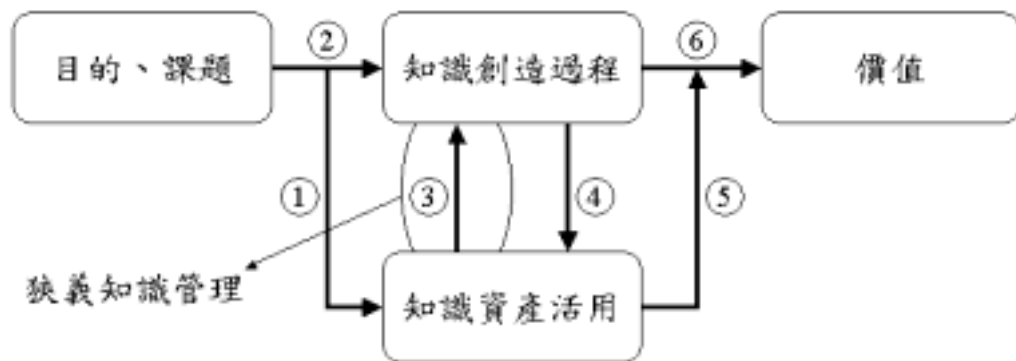 ②
⑥
目的、課題
知識創造過程
價值
①
③
④
⑤
狹義知識管理
知識資產活用